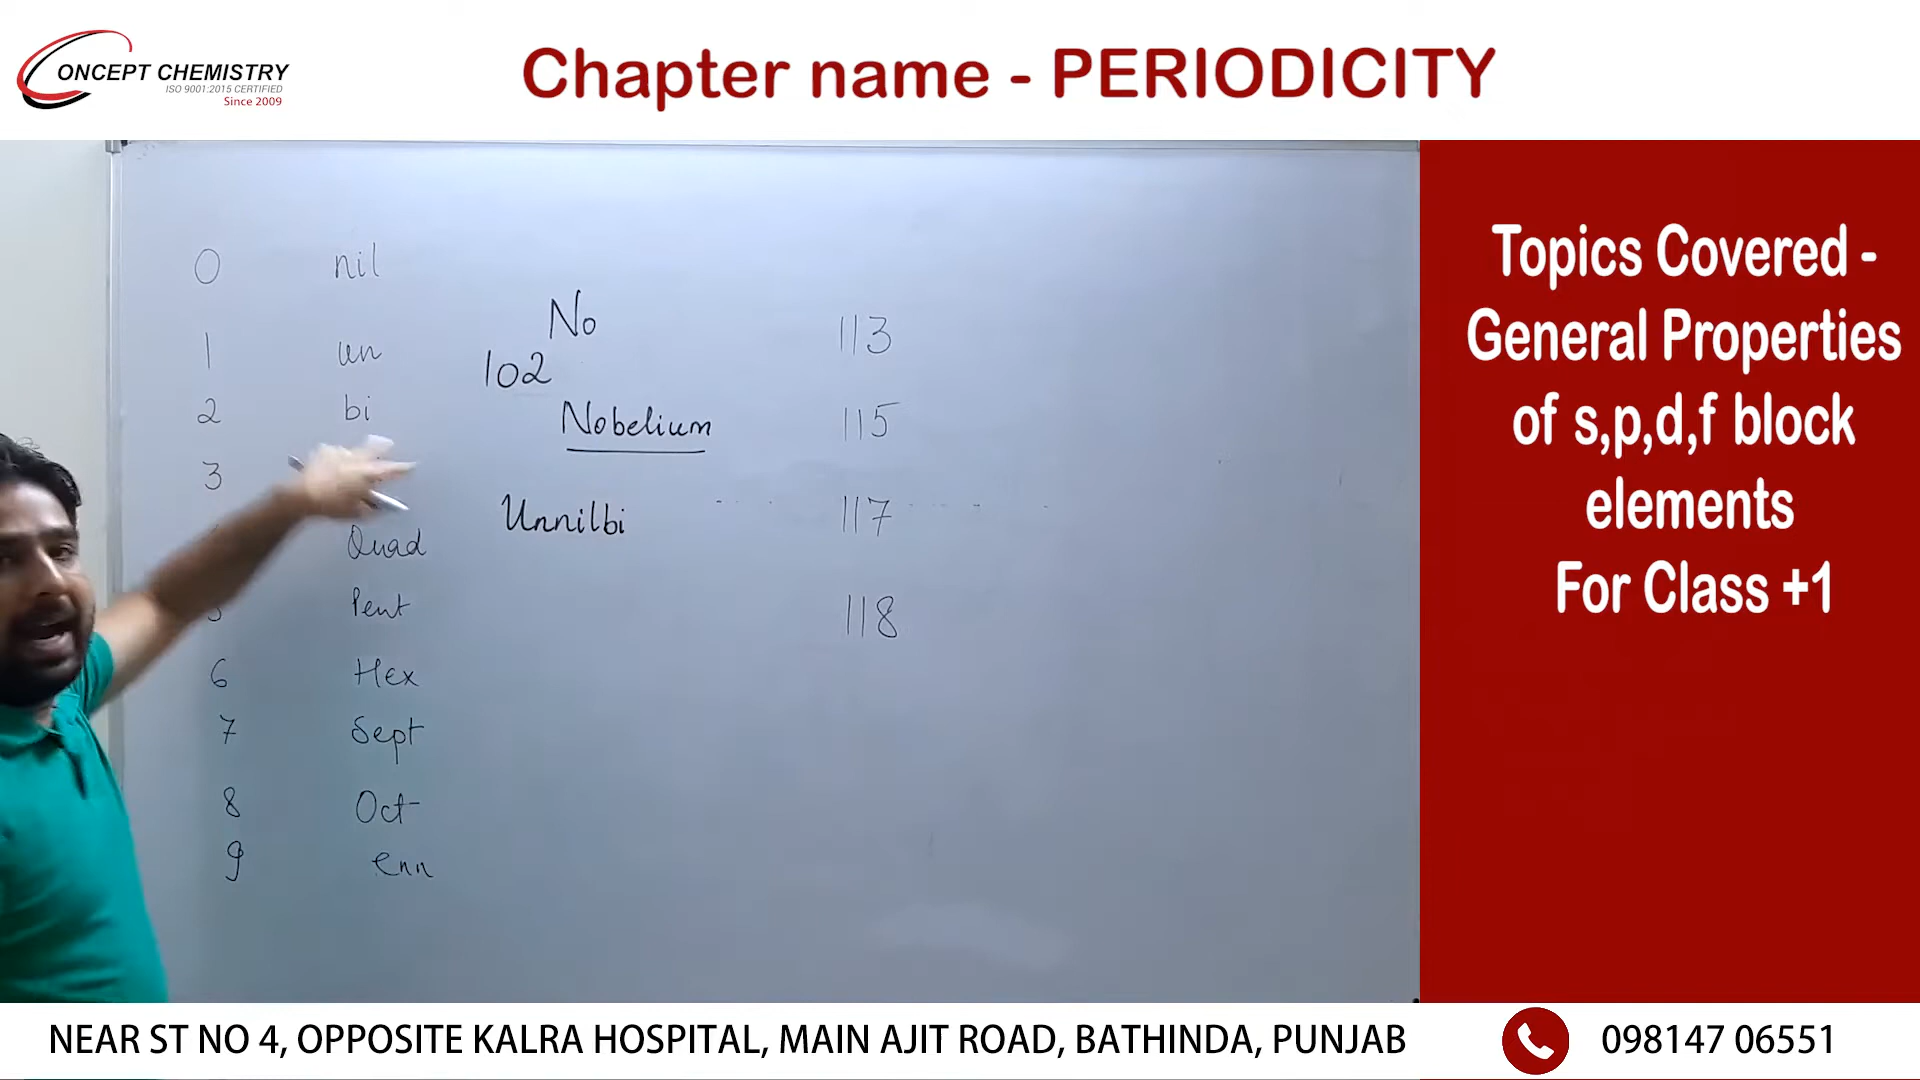 CONCEPT CHEMISTRY
ISO 9001:2015 CERTIFIED
Since 2009
Chapter name - PERIODICITY
0 nil
1 un
2 bi
3
Quad
5 Pent
6 Hex
7 Sept
8 Oct
9 enn
No
102
Nobelium
Unnilbi
113
115
117
118
Topics Covered -
General Properties
of s,p,d,f block
elements
For Class +1
NEAR ST NO 4, OPPOSITE KALRA HOSPITAL, MAIN AJIT ROAD, BATHINDA, PUNJAB
098147 06551